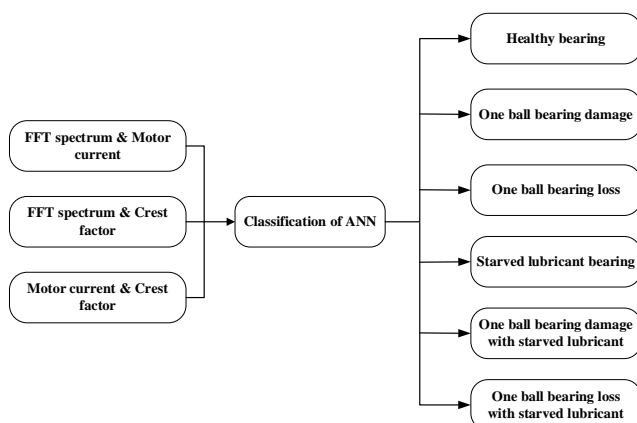 FFT spectrum & Motor
current
FFT spectrum & Crest
factor
Motor current & Crest
factor
Classification of ANN
Healthy bearing
One ball bearing damage
One ball bearing loss
Starved lubricant bearing
One ball bearing damage
with starved lubricant
One ball bearing loss
with starved lubricant